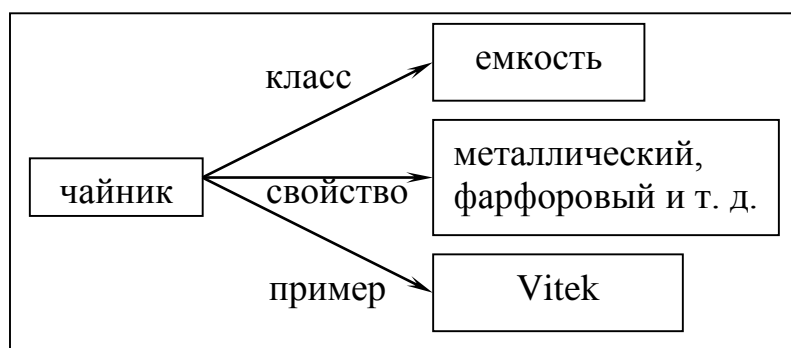 емкость
класс
металлический,
фарфоровый и т. д.
чайник
свойство
пример
Vitek